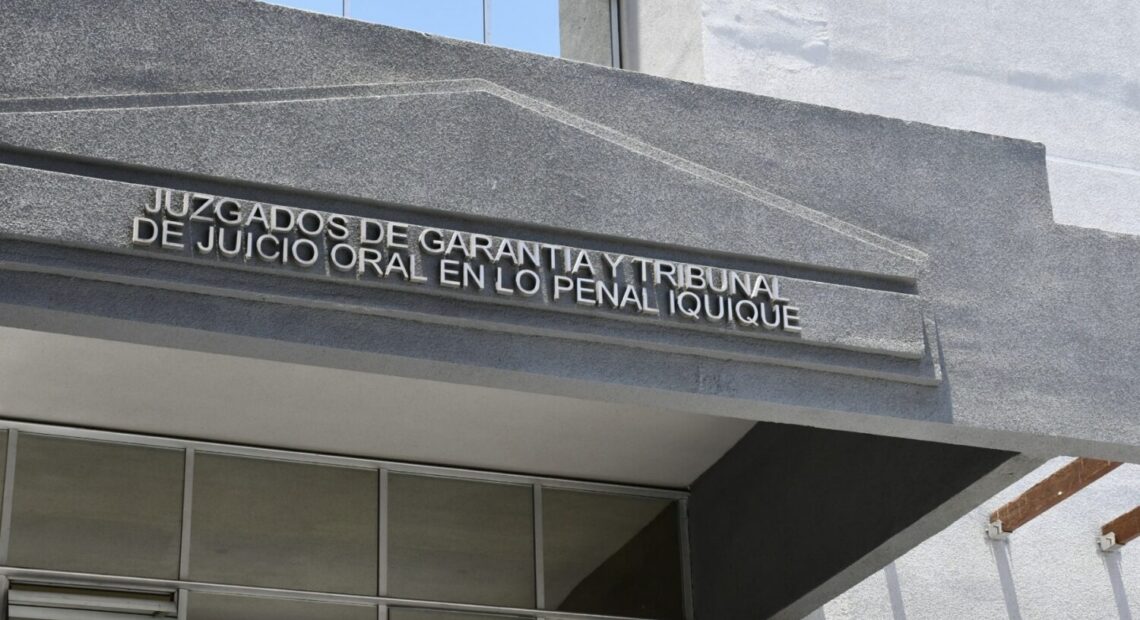 JUZGADOS DE GARANTIA Y TRIBUNAL
DE JUICIO ORAL EN LO PENAL IQUIQUE